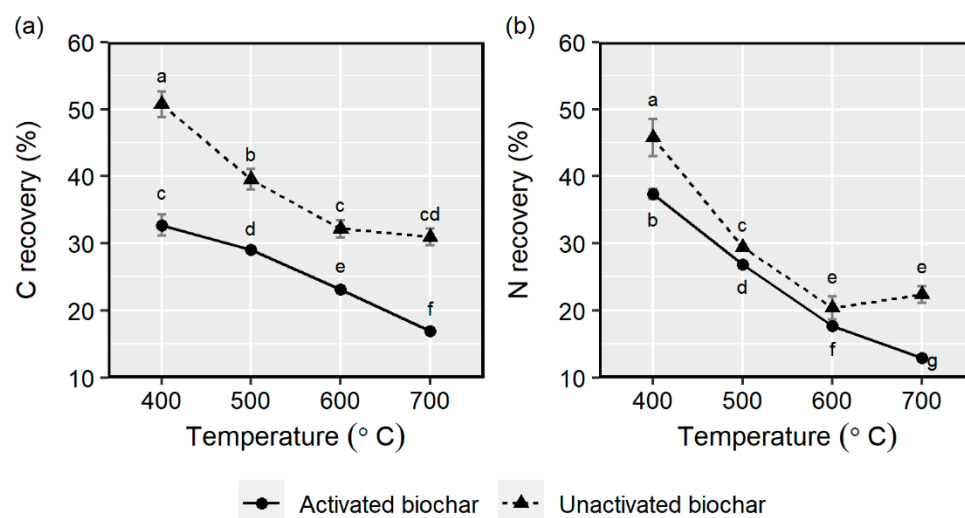 (a)
60
50
40
30
20
10
C recovery (%)
a
b
c
cd
c
d
e
f
400 500 600 700
Temperature (° C)
(b)
60
50
40
30
20
10
N recovery (%)
a
b
c
d
e
f
e
g
400 500 600 700
Temperature (° C)
Activated biochar Unactivated biochar